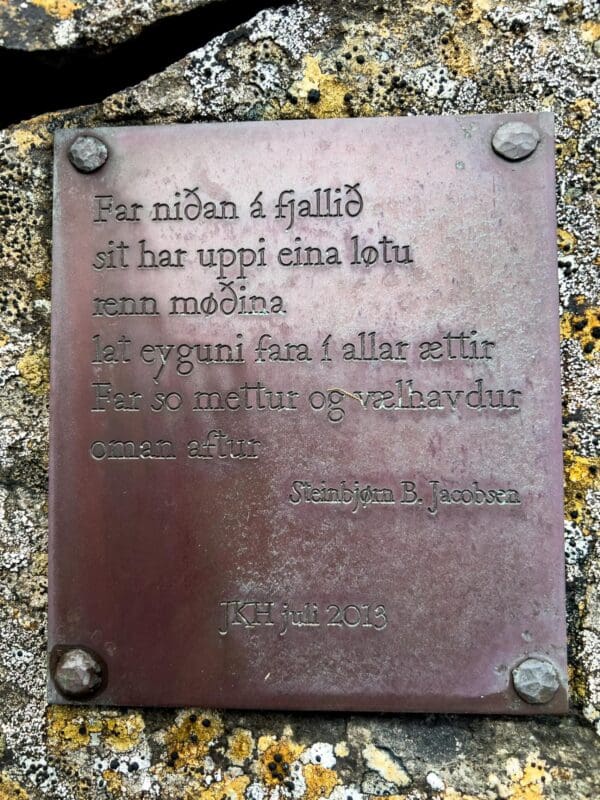 Far niðan á fjallið
sit har uppi eina løtu
renn møðina
lat eyguni fara í allar ættir
Far so mettur og vælhavdur
oman aftur
Steinbjørn B. Jacobsen
JKH juli 2013